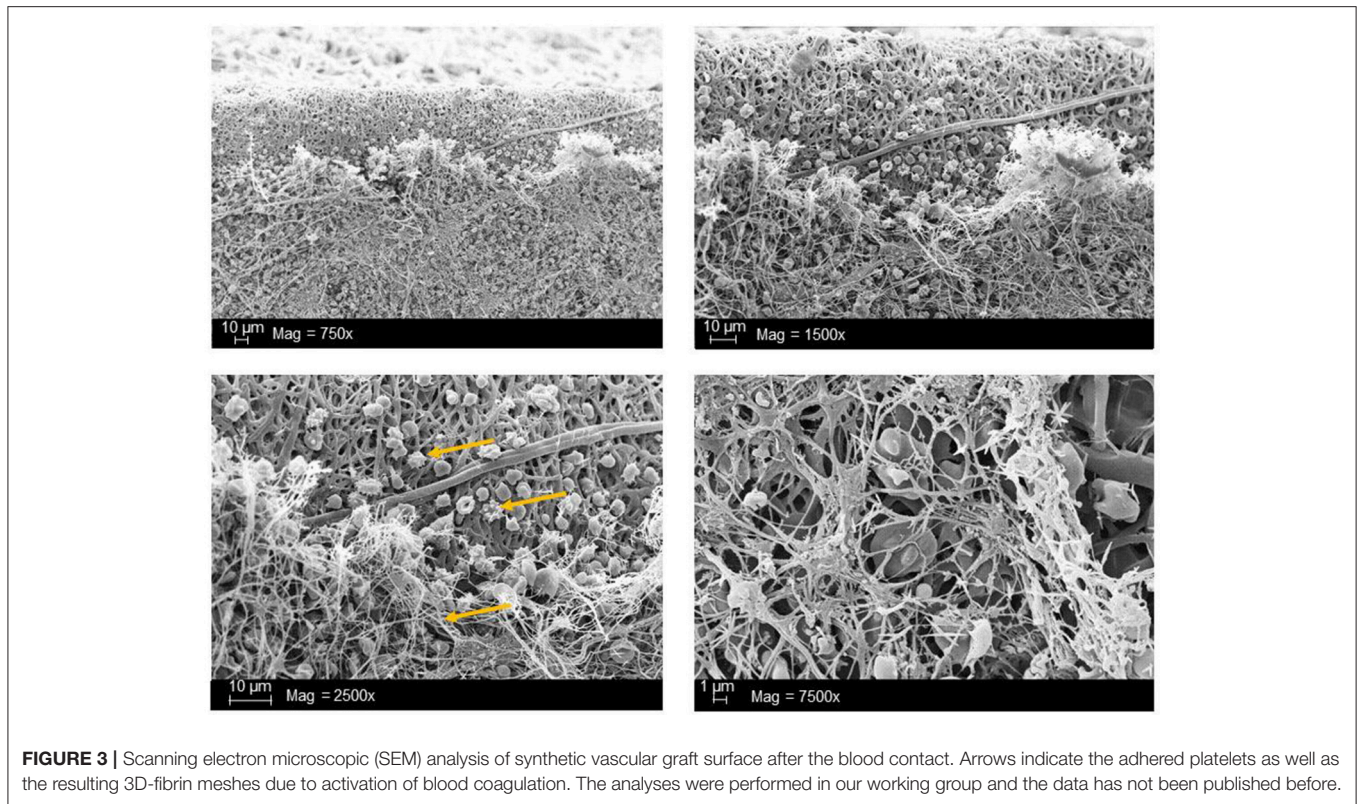 10 µm Mag = 750x
10 µm Mag = 1500x
10 µm Mag = 2500x
1 µm Mag = 7500x
FIGURE 3 | Scanning electron microscopic (SEM) analysis of synthetic vascular graft surface after the blood contact. Arrows indicate the adhered platelets as well as
the resulting 3D-fibrin meshes due to activation of blood coagulation. The analyses were performed in our working group and the data has not been published before.